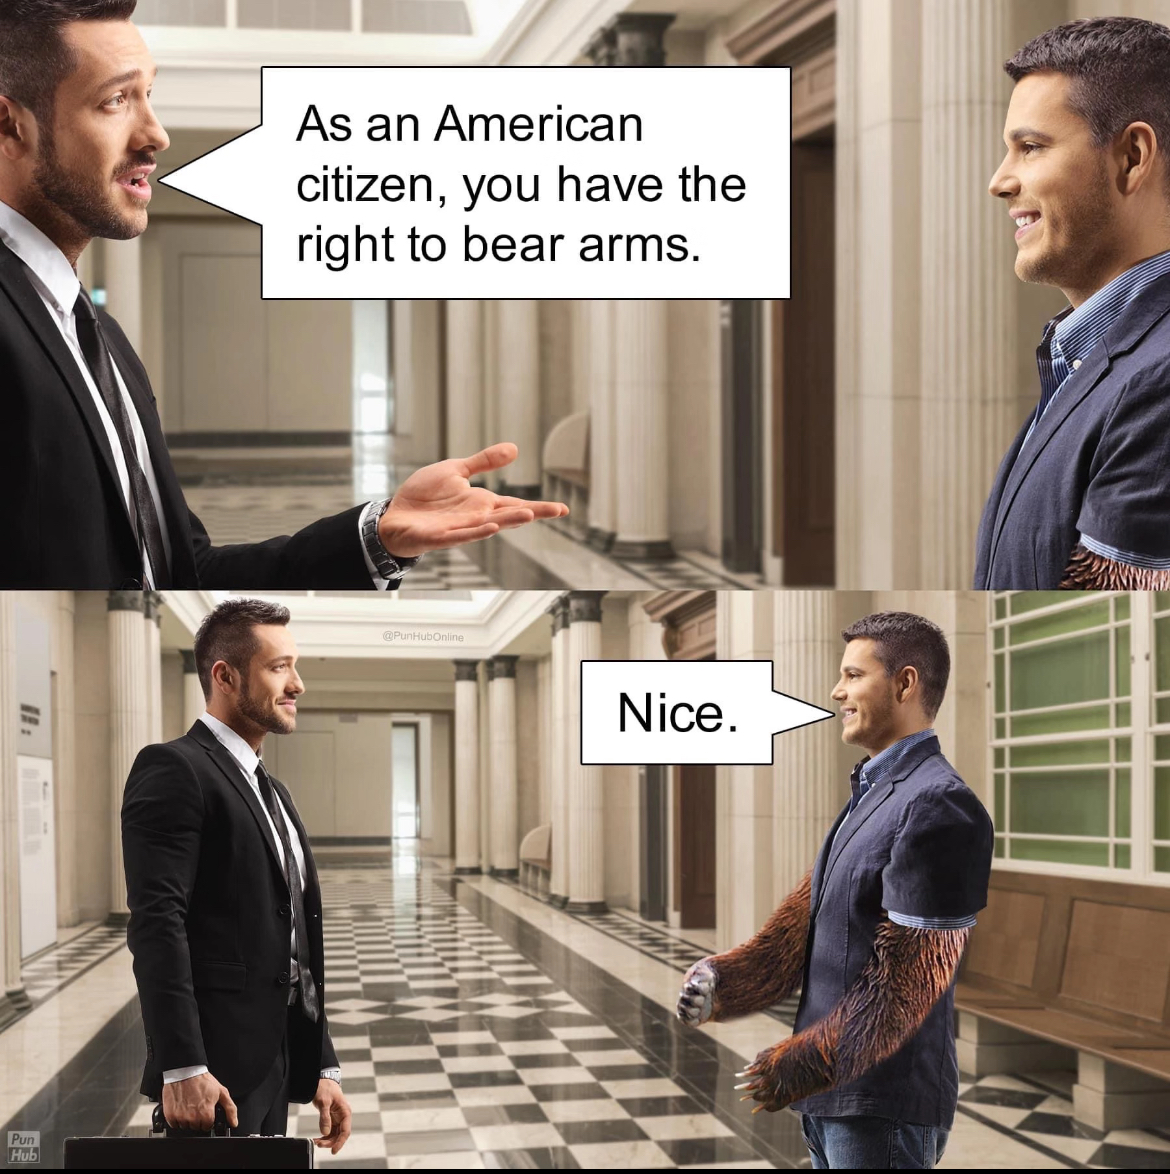 As an American
citizen, you have the
right to bear arms.
@PunHubOnline
Nice.
Pun
Hub